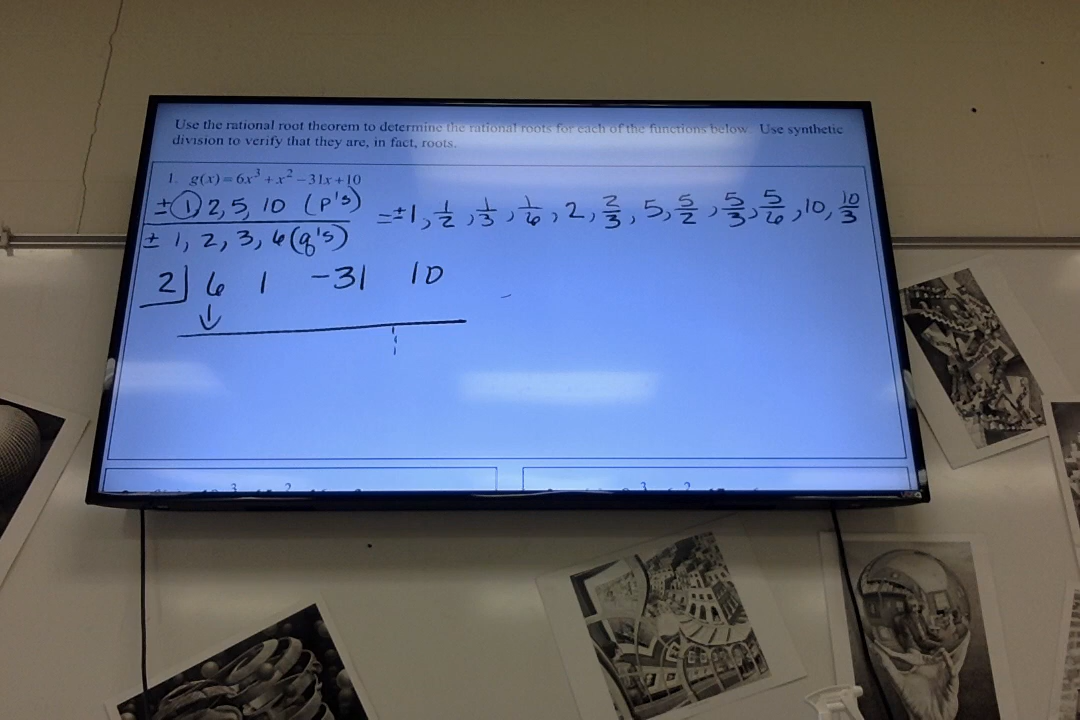 Use the rational root theorem to determine the rational roots for each of the functions below. Use synthetic
division to verify that they are, in fact, roots.
1. g(x) = 6x³ + x² − 31x + 10
± 1, 2, 5, 10 (p's)
± 1, 2, 3, 6 (q's)
= ± 1, 1/2, 1/3, 1/6, 2, 2/3, 5, 5/2, 5/3, 5/6, 10, 10/3
2 | 6 1 -31 10